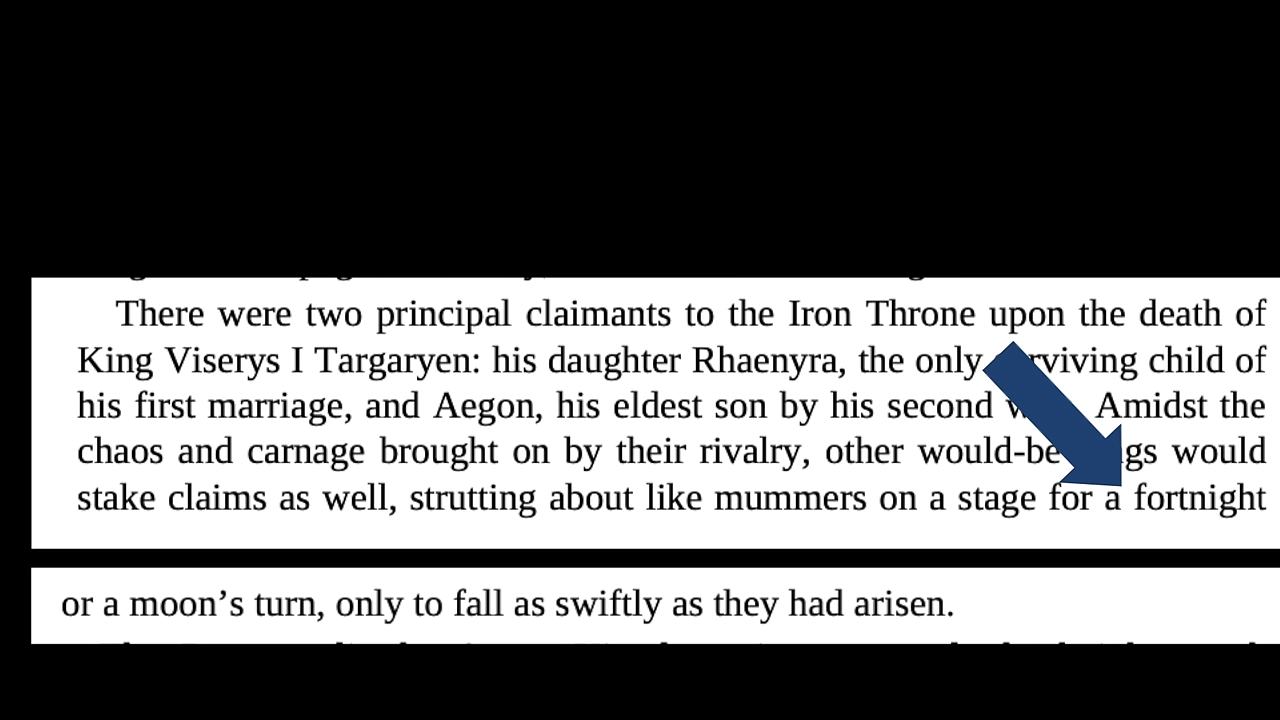 There were two principal claimants to the Iron Throne upon the death of
King Viserys I Targaryen: his daughter Rhaenyra, the only child of
his first marriage, and Aegon, his eldest son by his second Amidst the
chaos and carnage brought on by their rivalry, other would-be would
stake claims as well, strutting about like mummers on a stage for a fortnight
or a moon’s turn, only to fall as swiftly as they had arisen.